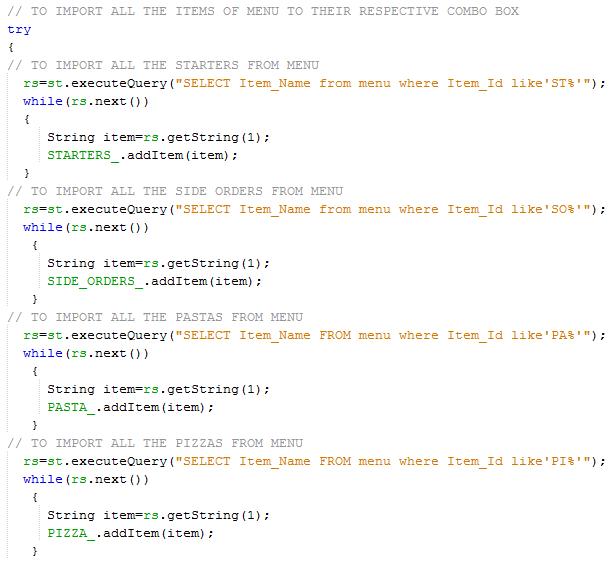 // TO IMPORT ALL THE ITEMS OF MENU TO THEIR RESPECTIVE COMBO BOX
try
{
// TO IMPORT ALL THE STARTERS FROM MENU
rs=st.executeQuery("SELECT Item_Name from menu where Item_Id like'ST%'");
while(rs.next())
{
String item=rs.getString(1);
STARTERS_.addItem(item);
}
// TO IMPORT ALL THE SIDE ORDERS FROM MENU
rs=st.executeQuery("SELECT Item_Name from menu where Item_Id like'SO%'");
while(rs.next())
{
String item=rs.getString(1);
SIDE_ORDERS_.addItem(item);
}
// TO IMPORT ALL THE PASTAS FROM MENU
rs=st.executeQuery("SELECT Item_Name FROM menu where Item_Id like'PA%'");
while(rs.next())
{
String item=rs.getString(1);
PASTA_.addItem(item);
}
// TO IMPORT ALL THE PIZZAS FROM MENU
rs=st.executeQuery("SELECT Item_Name FROM menu where Item_Id like'PI%'");
while(rs.next())
{
String item=rs.getString(1);
PIZZA_.addItem(item);
}